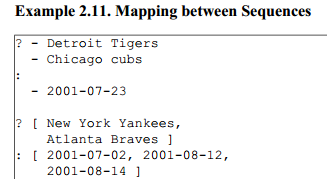 Example 2.11. Mapping between Sequences
? - Detroit Tigers
  - Chicago cubs
:
  - 2001-07-23
? [ New York Yankees,
    Atlanta Braves ]
: [ 2001-07-02, 2001-08-12,
    2001-08-14 ]